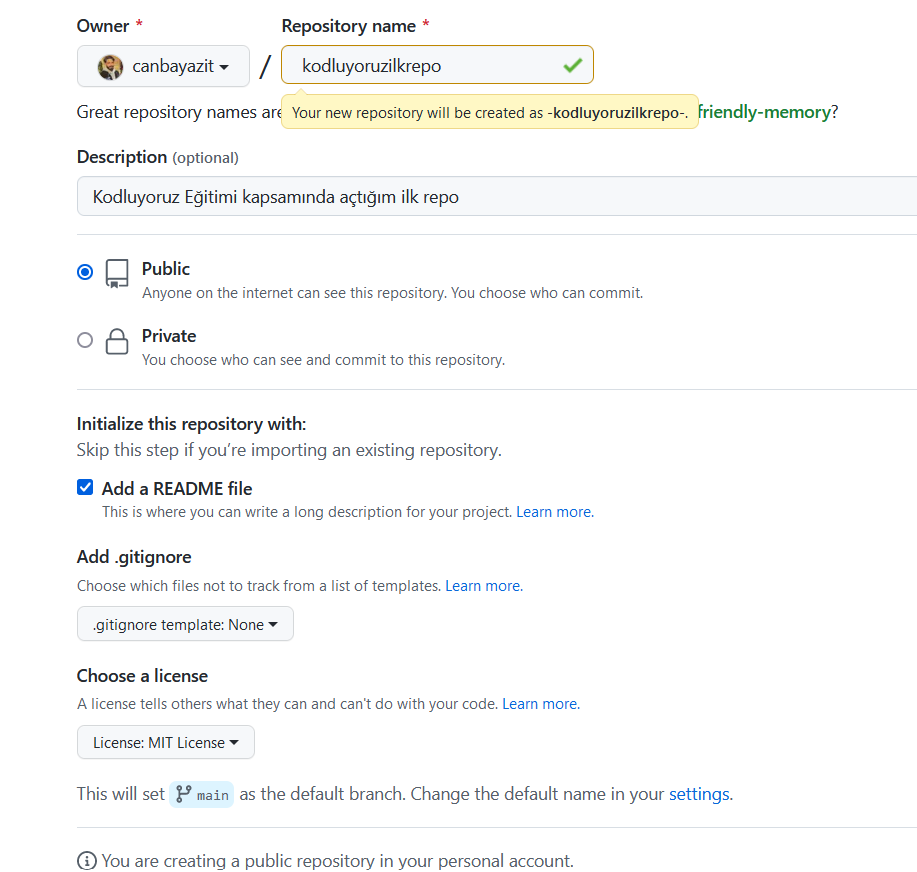 Owner * Repository name *
canbayazit / kodluyoruzilkrepo
Great repository names are
Your new repository will be created as -kodluyoruzilkrepo-.
friendly-memory?
Description (optional)
Kodluyoruz Eğitimi kapsamında açtığım ilk repo
Public
Anyone on the internet can see this repository. You choose who can commit.
Private
You choose who can see and commit to this repository.
Initialize this repository with:
Skip this step if you’re importing an existing repository.
Add a README file
This is where you can write a long description for your project. Learn more.
Add .gitignore
Choose which files not to track from a list of templates. Learn more.
.gitignore template: None
Choose a license
A license tells others what they can and can't do with your code. Learn more.
License: MIT License
This will set main as the default branch. Change the default name in your settings.
You are creating a public repository in your personal account.